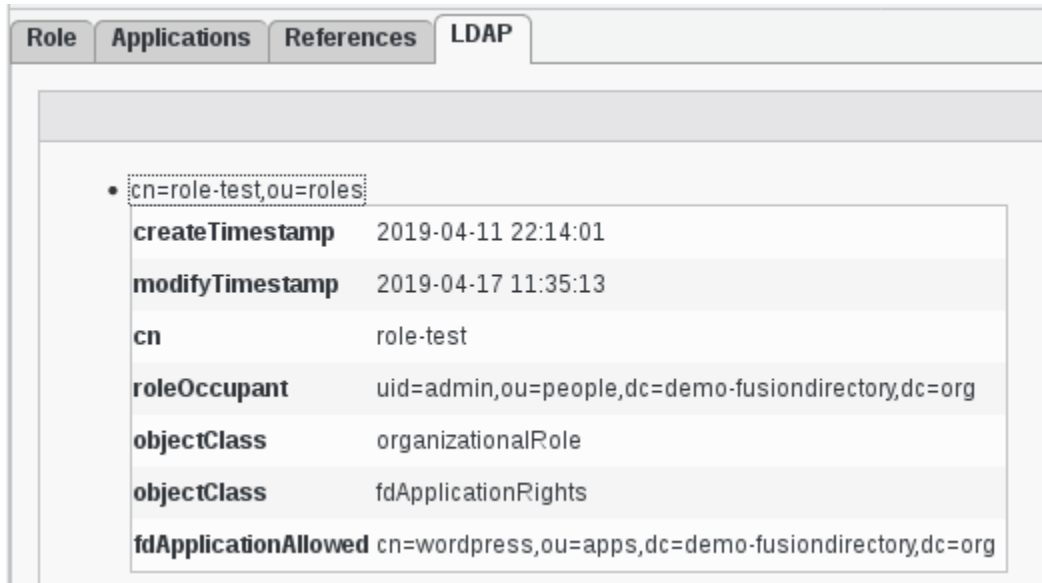 Role Applications References LDAP
• cn=role-test,ou=roles
createTimestamp 2019-04-11 22:14:01
modifyTimestamp 2019-04-17 11:35:13
cn role-test
roleOccupant uid=admin,ou=people,dc=demo-fusiondirectory,dc=org
objectClass organizationalRole
objectClass fdApplicationRights
fdApplicationAllowed cn=wordpress,ou=apps,dc=demo-fusiondirectory,dc=org